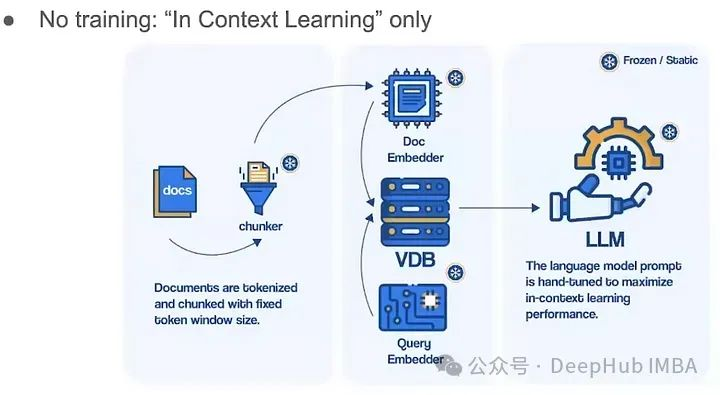 ● No training: “In Context Learning” only
Frozen / Static
docs
chunker
Documents are tokenized
and chunked with fixed
token window size.
Doc
Embedder
VDB
Query
Embedder
LLM
The language model prompt
is hand-tuned to maximize
in-context learning
performance.
公众号 · DeepHub IMBA